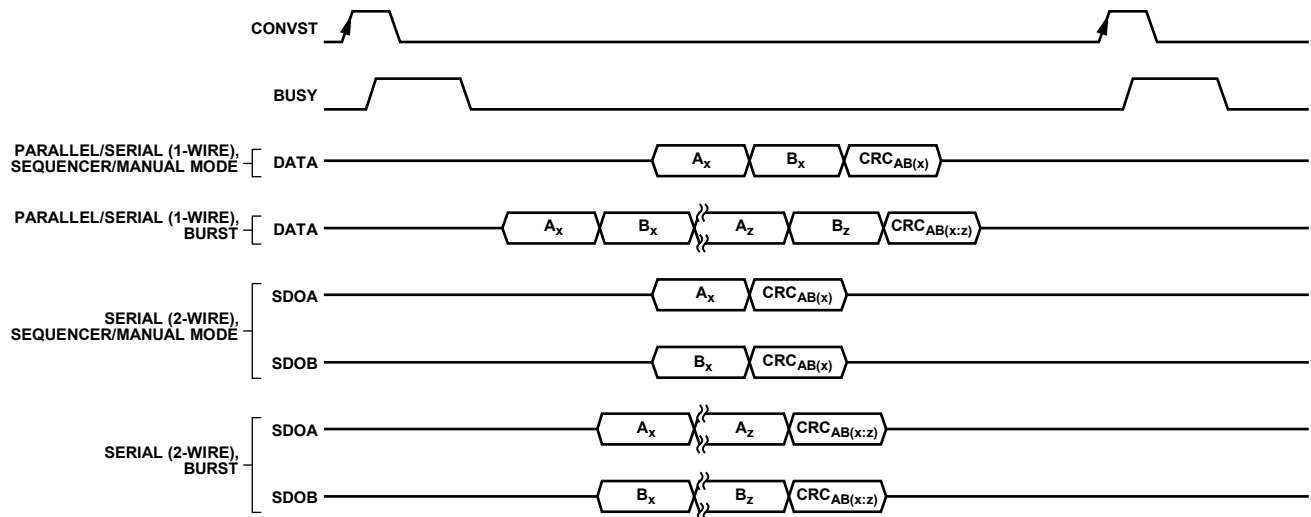 CONVST
BUSY
PARALLEL/SERIAL (1-WIRE),
SEQUENCER/MANUAL MODE
DATA
Ax
Bx
CRCAB(x)
PARALLEL/SERIAL (1-WIRE),
BURST
DATA
Ax
Bx
Az
Bz
CRCAB(x:z)
SERIAL (2-WIRE),
SEQUENCER/MANUAL MODE
SDOA
Ax
CRCAB(x)
SDOB
Bx
CRCAB(x)
SERIAL (2-WIRE),
BURST
SDOA
Ax
Az
CRCAB(x:z)
SDOB
Bx
Bz
CRCAB(x:z)